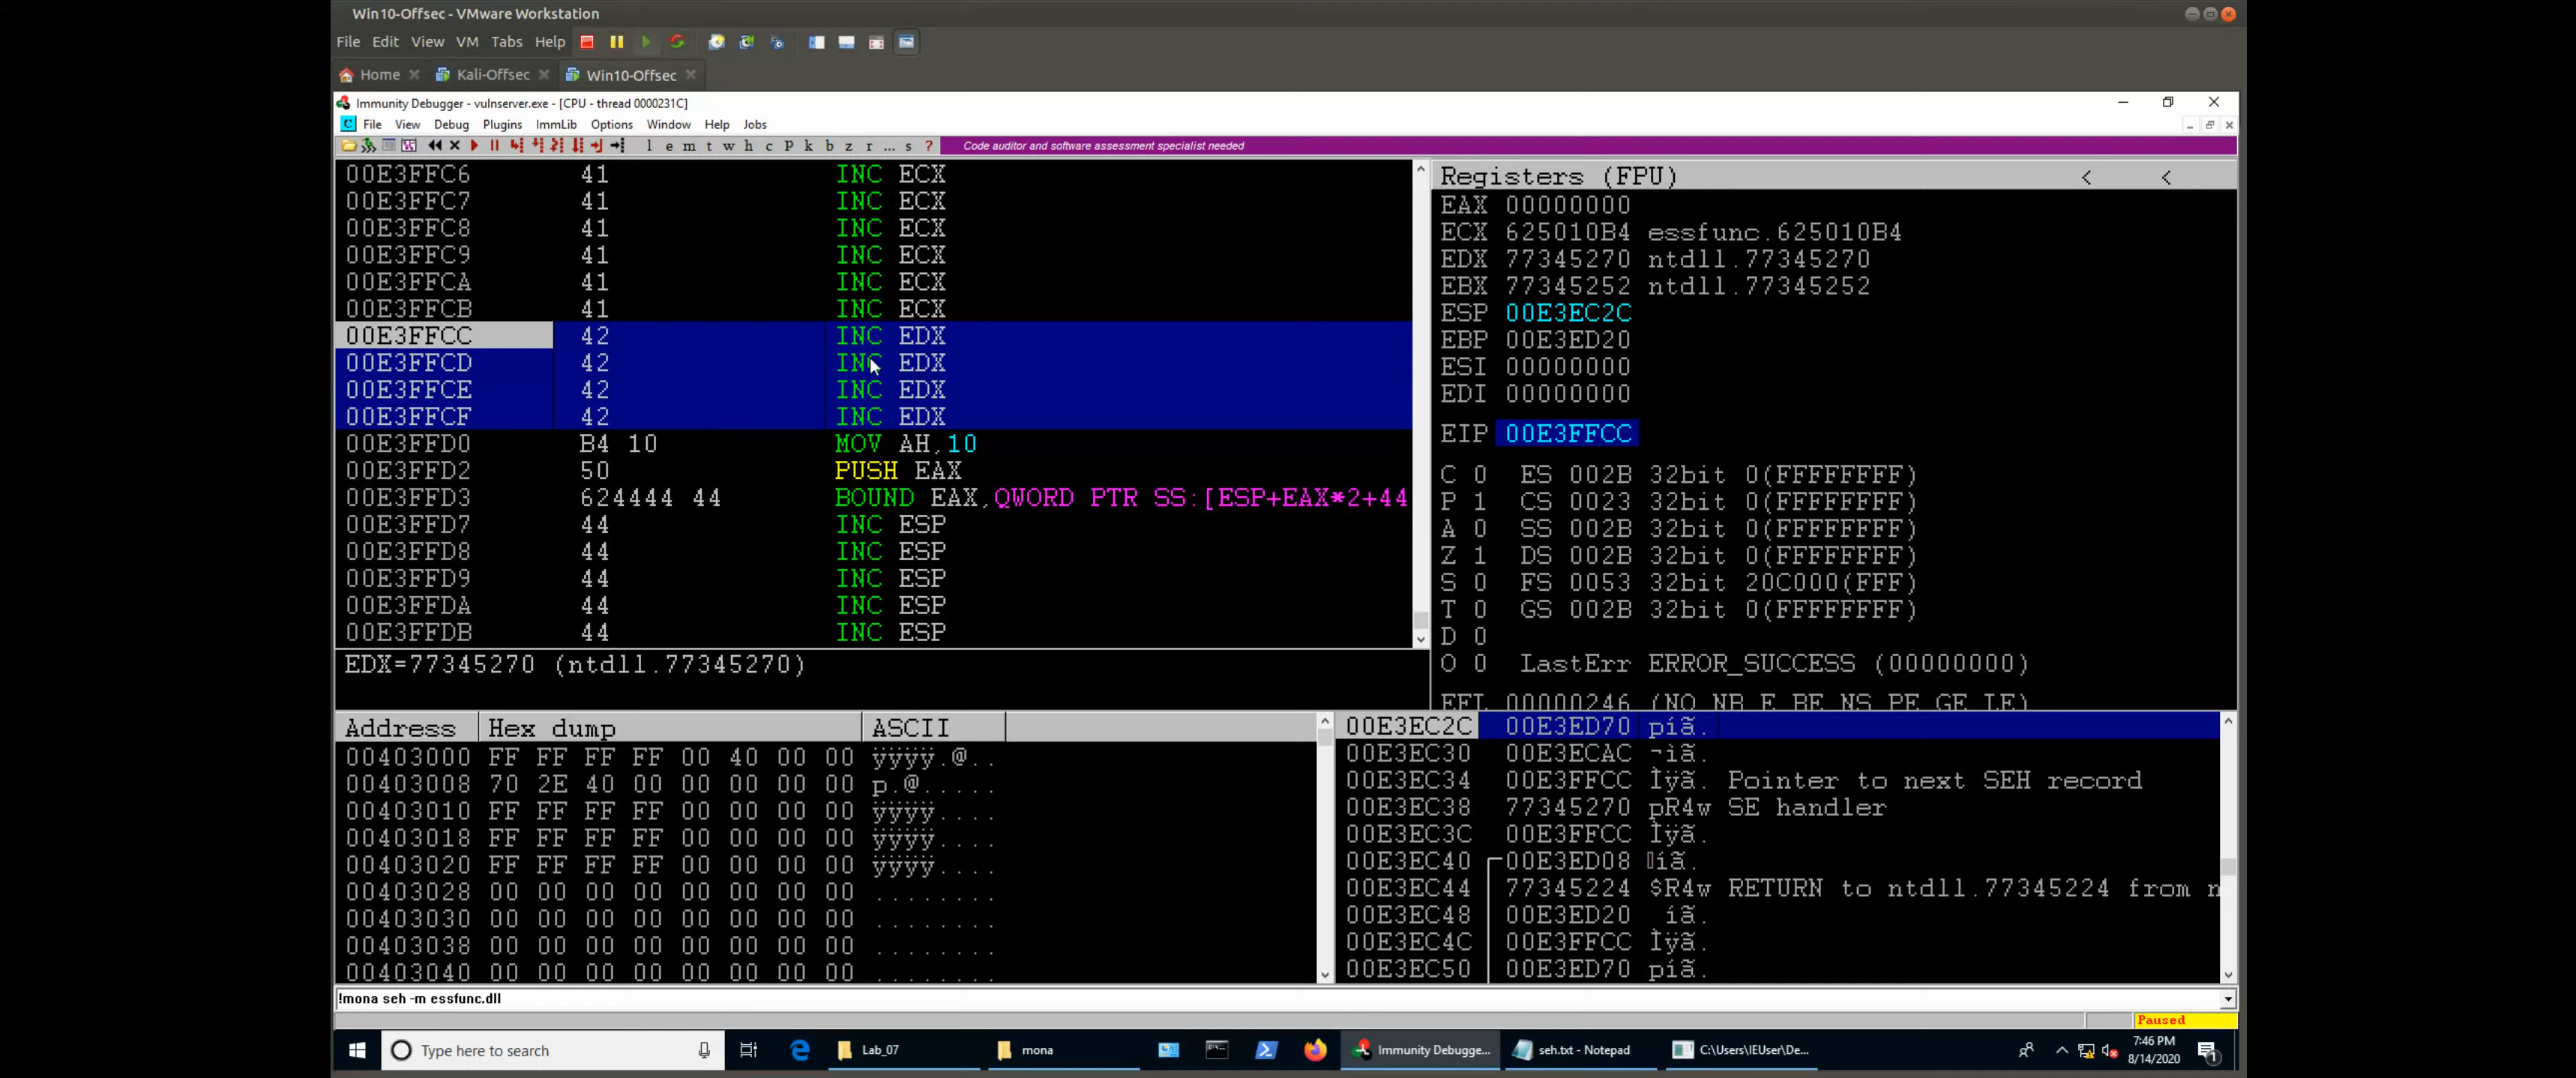 Win10-Offsec - VMware Workstation
File Edit View VM Tabs Help
Home Kali-Offsec Win10-Offsec
Immunity Debugger - vulnserver.exe - [CPU - thread 0000231C]
C File View Debug Plugins ImmLib Options Window Help Jobs
l e m t w h c P k b z r ... s ? Code auditor and software assessment specialist needed
00E3FFC6 41 INC ECX
00E3FFC7 41 INC ECX
00E3FFC8 41 INC ECX
00E3FFC9 41 INC ECX
00E3FFCA 41 INC ECX
00E3FFCB 41 INC ECX
00E3FFCC 42 INC EDX
00E3FFCD 42 INC EDX
00E3FFCE 42 INC EDX
00E3FFCF 42 INC EDX
00E3FFD0 B4 10 MOV AH,10
00E3FFD2 50 PUSH EAX
00E3FFD3 624444 44 BOUND EAX,QWORD PTR SS:[ESP+EAX*2+44
00E3FFD7 44 INC ESP
00E3FFD8 44 INC ESP
00E3FFD9 44 INC ESP
00E3FFDA 44 INC ESP
00E3FFDB 44 INC ESP
EDX=77345270 (ntdll.77345270)
Registers (FPU) < <
EAX 00000000
ECX 625010B4 essfunc.625010B4
EDX 77345270 ntdll.77345270
EBX 77345252 ntdll.77345252
ESP 00E3EC2C
EBP 00E3ED20
ESI 00000000
EDI 00000000
EIP 00E3FFCC
C 0 ES 002B 32bit 0(FFFFFFFF)
P 1 CS 0023 32bit 0(FFFFFFFF)
A 0 SS 002B 32bit 0(FFFFFFFF)
Z 1 DS 002B 32bit 0(FFFFFFFF)
S 0 FS 0053 32bit 20C000(FFF)
T 0 GS 002B 32bit 0(FFFFFFFF)
D 0
O 0 LastErr ERROR_SUCCESS (00000000)
EFL 00000246 (NO,NB,E,BE,NS,PE,GE,LE)
Address Hex dump ASCII
00403000 FF FF FF FF 00 40 00 00 ÿÿÿÿ.@..
00403008 70 2E 40 00 00 00 00 00 p.@.....
00403010 FF FF FF FF 00 00 00 00 ÿÿÿÿ....
00403018 FF FF FF FF 00 00 00 00 ÿÿÿÿ....
00403020 FF FF FF FF 00 00 00 00 ÿÿÿÿ....
00403028 00 00 00 00 00 00 00 00 ........
00403030 00 00 00 00 00 00 00 00 ........
00403038 00 00 00 00 00 00 00 00 ........
00403040 00 00 00 00 00 00 00 00 ........
00E3EC2C 00E3ED70 píã.
00E3EC30 00E3ECAC ¬ìã.
00E3EC34 00E3FFCC Ìÿã. Pointer to next SEH record
00E3EC38 77345270 pR4w SE handler
00E3EC3C 00E3FFCC Ìÿã.
00E3EC40 00E3ED08 íã.
00E3EC44 77345224 $R4w RETURN to ntdll.77345224 from n
00E3EC48 00E3ED20 íã.
00E3EC4C 00E3FFCC Ìÿã.
00E3EC50 00E3ED70 píã.
!mona seh -m essfunc.dll
Paused
Type here to search
Lab_07
mona
Immunity Debugge...
seh.txt - Notepad
C:\Users\IEUser\De...
7:46 PM
8/14/2020
1